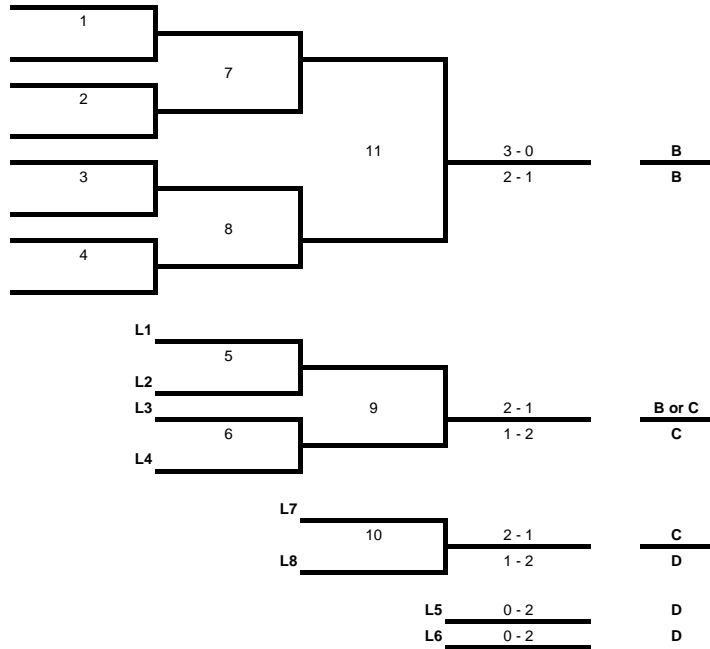 1
7
2
11
3 - 0 B
2 - 1 B
3
8
4
L1
5
L2
L3
9
2 - 1 B or C
6
1 - 2 C
L4
L7
10
2 - 1 C
L8
1 - 2 D
L5 0 - 2 D
L6 0 - 2 D